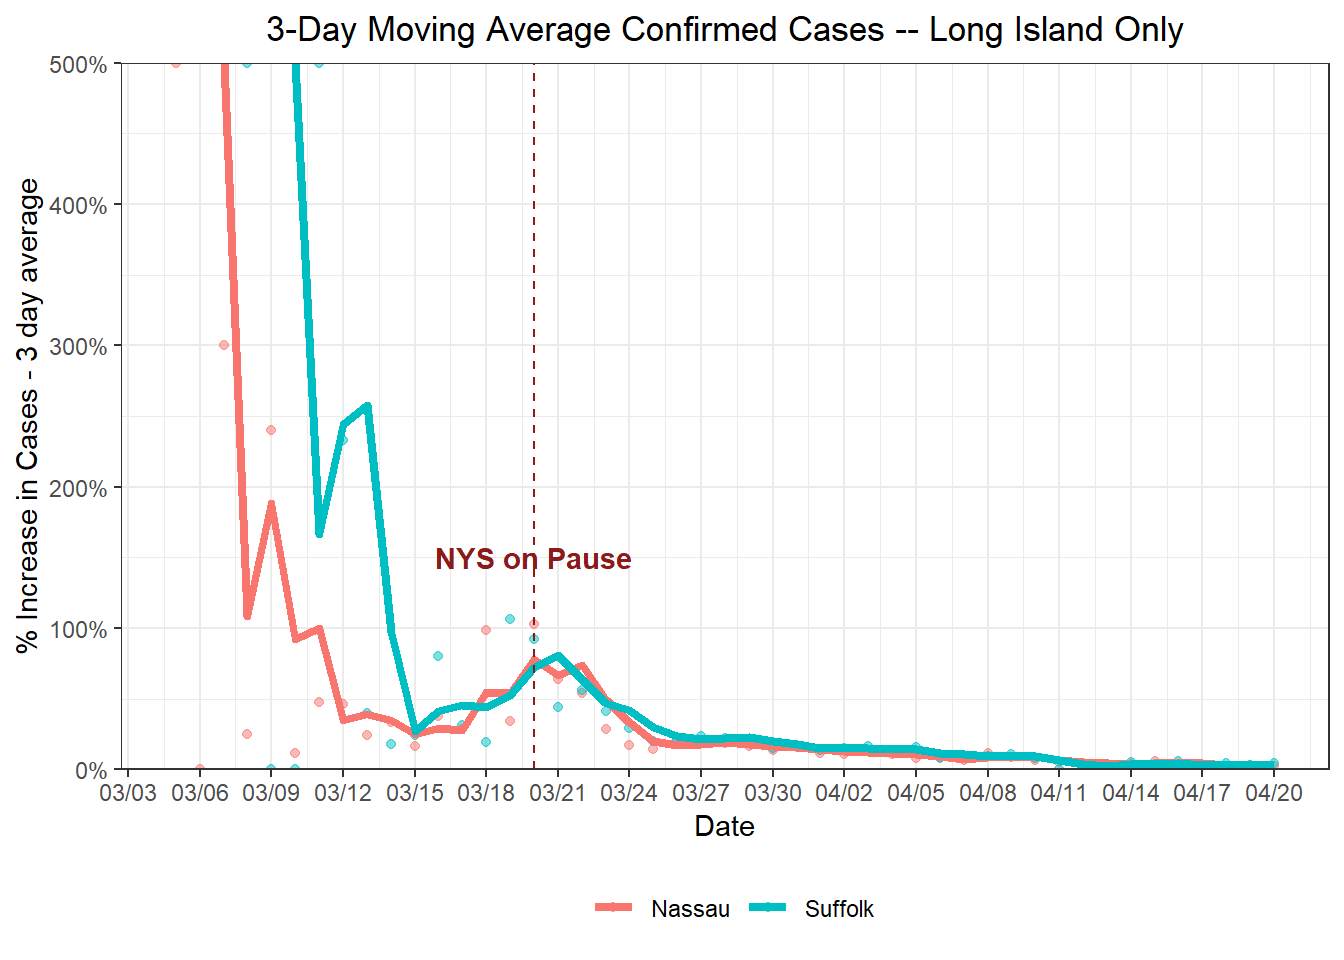 3-Day Moving Average Confirmed Cases -- Long Island Only
% Increase in Cases - 3 day average
500%
400%
300%
200%
100%
0%
NYS on Pause
03/03 03/06 03/09 03/12 03/15 03/18 03/21 03/24 03/27 03/30 04/02 04/05 04/08 04/11 04/14 04/17 04/20
Date
Nassau Suffolk